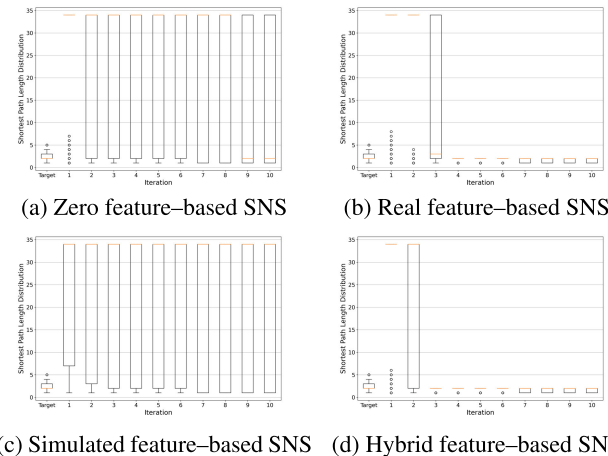 35
30
25
20
15
10
5
0
Shortest Path Length Distribution
Target 1 2 3 4 5 6 7 8 9 10
Iteration
(a) Zero feature–based SNS
35
30
25
20
15
10
5
0
Shortest Path Length Distribution
Target 1 2 3 4 5 6 7 8 9 10
Iteration
(b) Real feature–based SNS
35
30
25
20
15
10
5
0
Shortest Path Length Distribution
Target 1 2 3 4 5 6 7 8 9 10
Iteration
(c) Simulated feature–based SNS
35
30
25
20
15
10
5
0
Shortest Path Length Distribution
Target 1 2 3 4 5 6 7 8 9 10
Iteration
(d) Hybrid feature–based SN